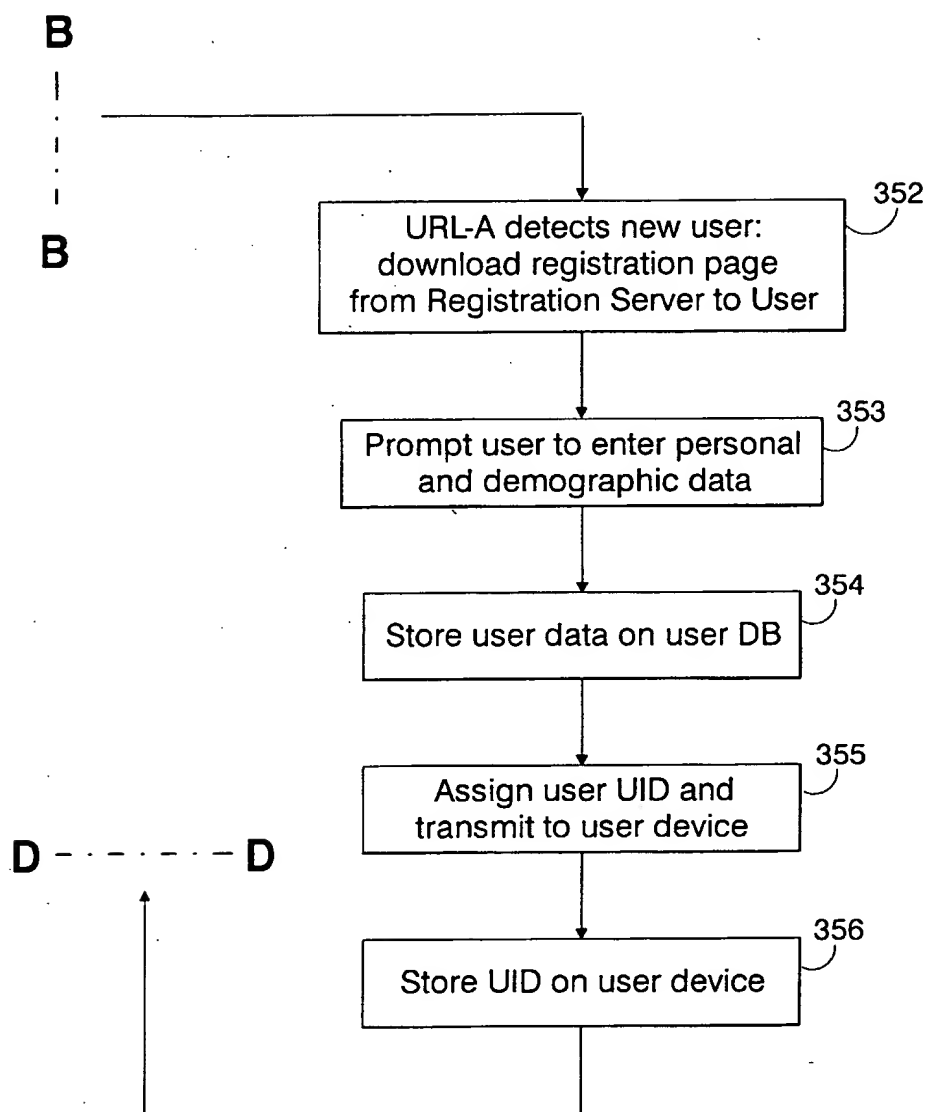 B
B
352
URL-A detects new user:
download registration page
from Registration Server to User
353
Prompt user to enter personal
and demographic data
354
Store user data on user DB
355
Assign user UID and
transmit to user device
D D
356
Store UID on user device